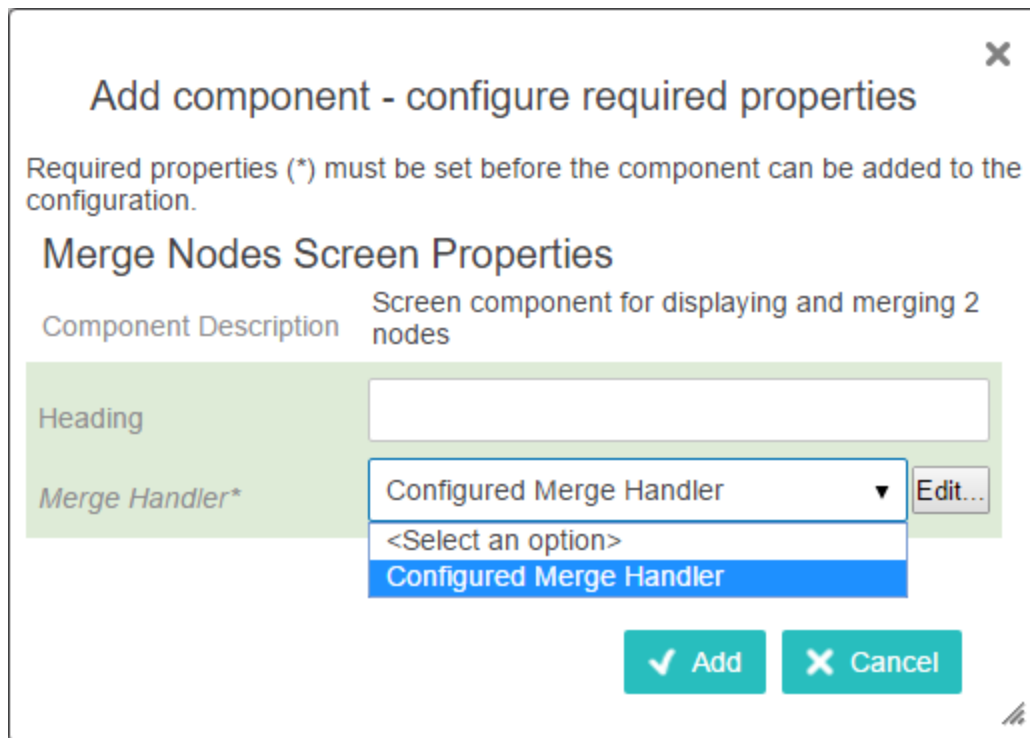 Add component - configure required properties
Required properties (*) must be set before the component can be added to the
configuration.
Merge Nodes Screen Properties
Component Description
Screen component for displaying and merging 2
nodes
Heading
Merge Handler*
Configured Merge Handler
Edit...
<Select an option>
Configured Merge Handler
Add
Cancel